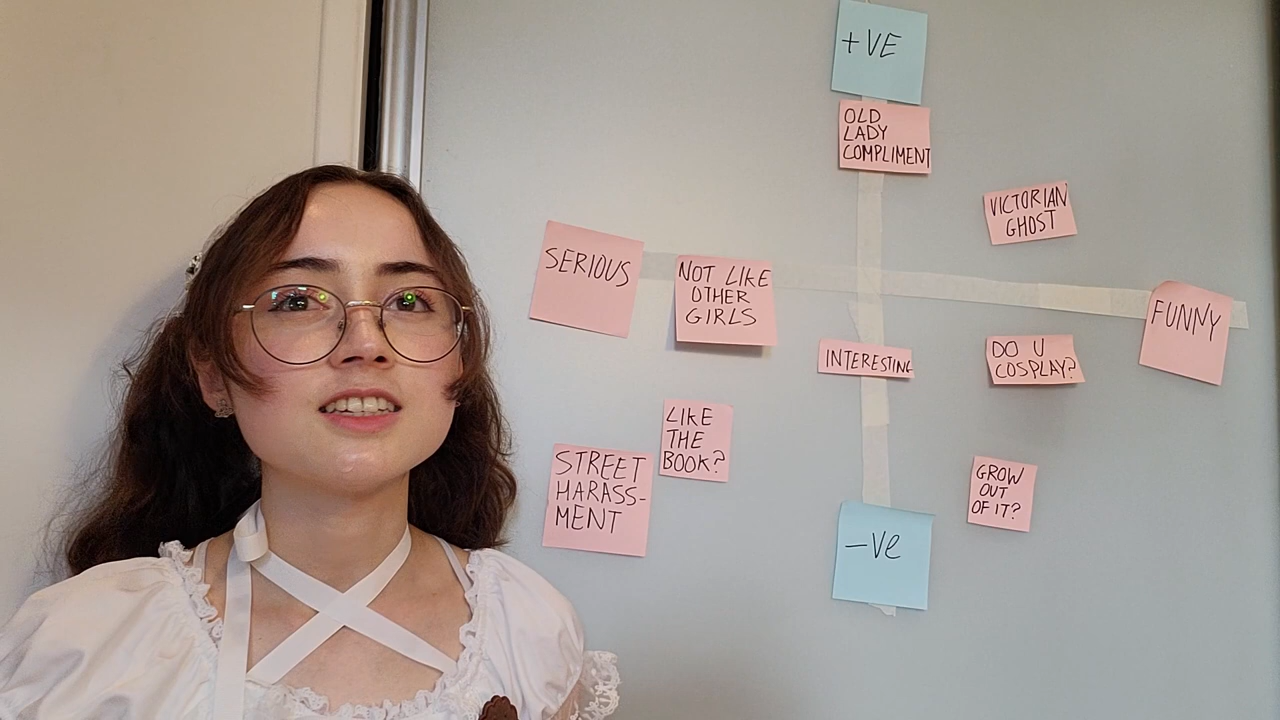 +VE
OLD
LADY
COMPLIMENT
VICTORIAN
GHOST
SERIOUS
NOT LIKE
OTHER
GIRLS
FUNNY
INTERESTING
DO U
COSPLAY?
LIKE
THE
BOOK?
STREET
HARASS-
MENT
GROW
OUT
OF IT?
-Ve